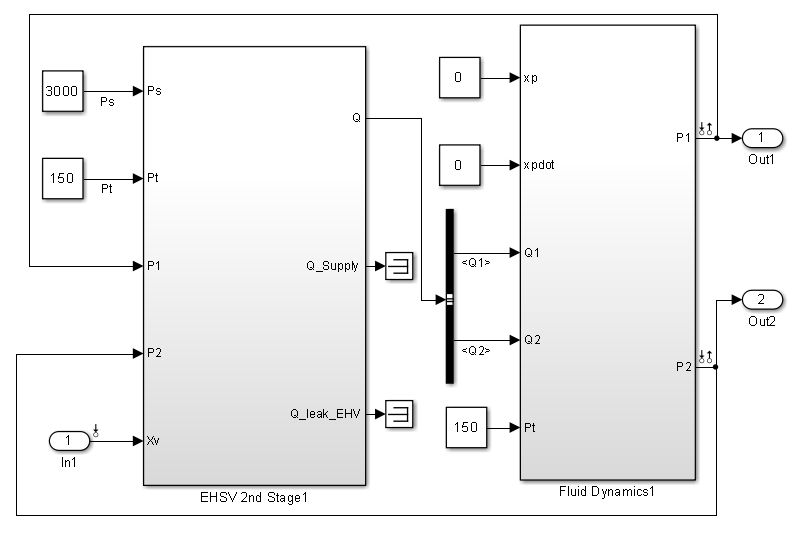 3000
Ps
Ps
150
Pt
Pt
P1
P2
1
In1
Xv
Q
Q_Supply
Q_leak_EHV
EHSV 2nd Stage1
0
xp
0
xpdot
<Q1>
Q1
<Q2>
Q2
150
Pt
P1
P2
Fluid Dynamics1
1
Out1
2
Out2